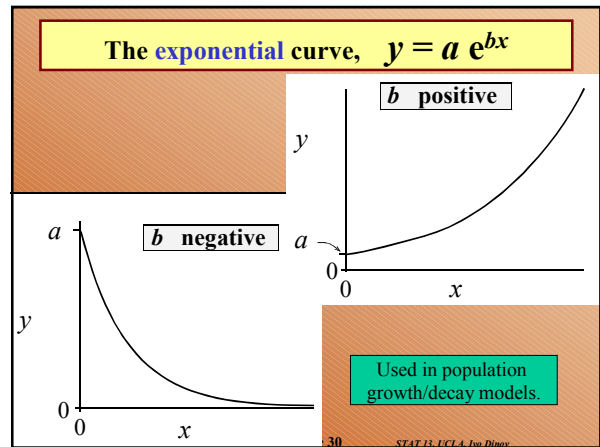 The exponential curve, y = a e^{bx}
b positive
y
a
0
0
x
b negative
a
y
0
0
x
Used in population
growth/decay models.
30 STAT 13, UCLA, Ivo Dinov